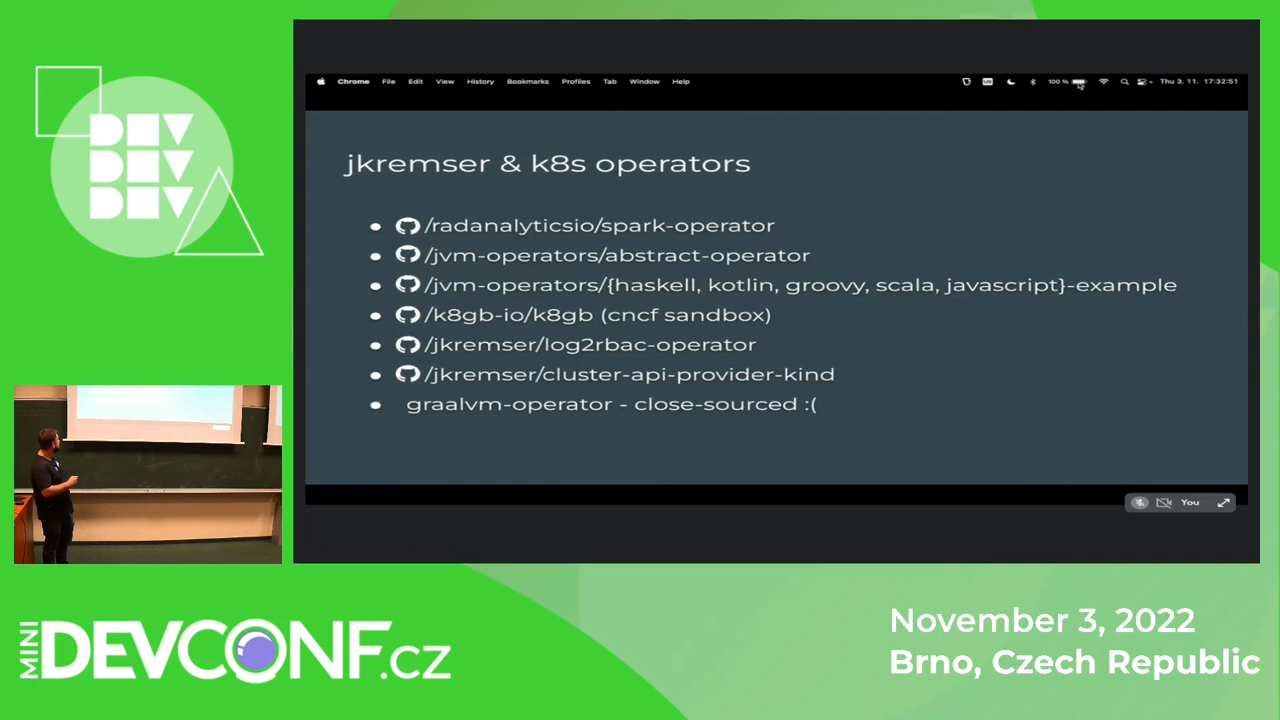 DEV
DEV
DEV
Chrome File Edit View History Bookmarks Profiles Tab Window Help
US
100 %
Thu 3. 11. 17:32:51
jkremser & k8s operators
• /radanalyticsio/spark-operator
• /jvm-operators/abstract-operator
• /jvm-operators/{haskell, kotlin, groovy, scala, javascript}-example
• /k8gb-io/k8gb (cncf sandbox)
• /jkremser/log2rbac-operator
• /jkremser/cluster-api-provider-kind
• graalvm-operator - close-sourced :(
You
MINI DEVCONF.cz
November 3, 2022
Brno, Czech Republic